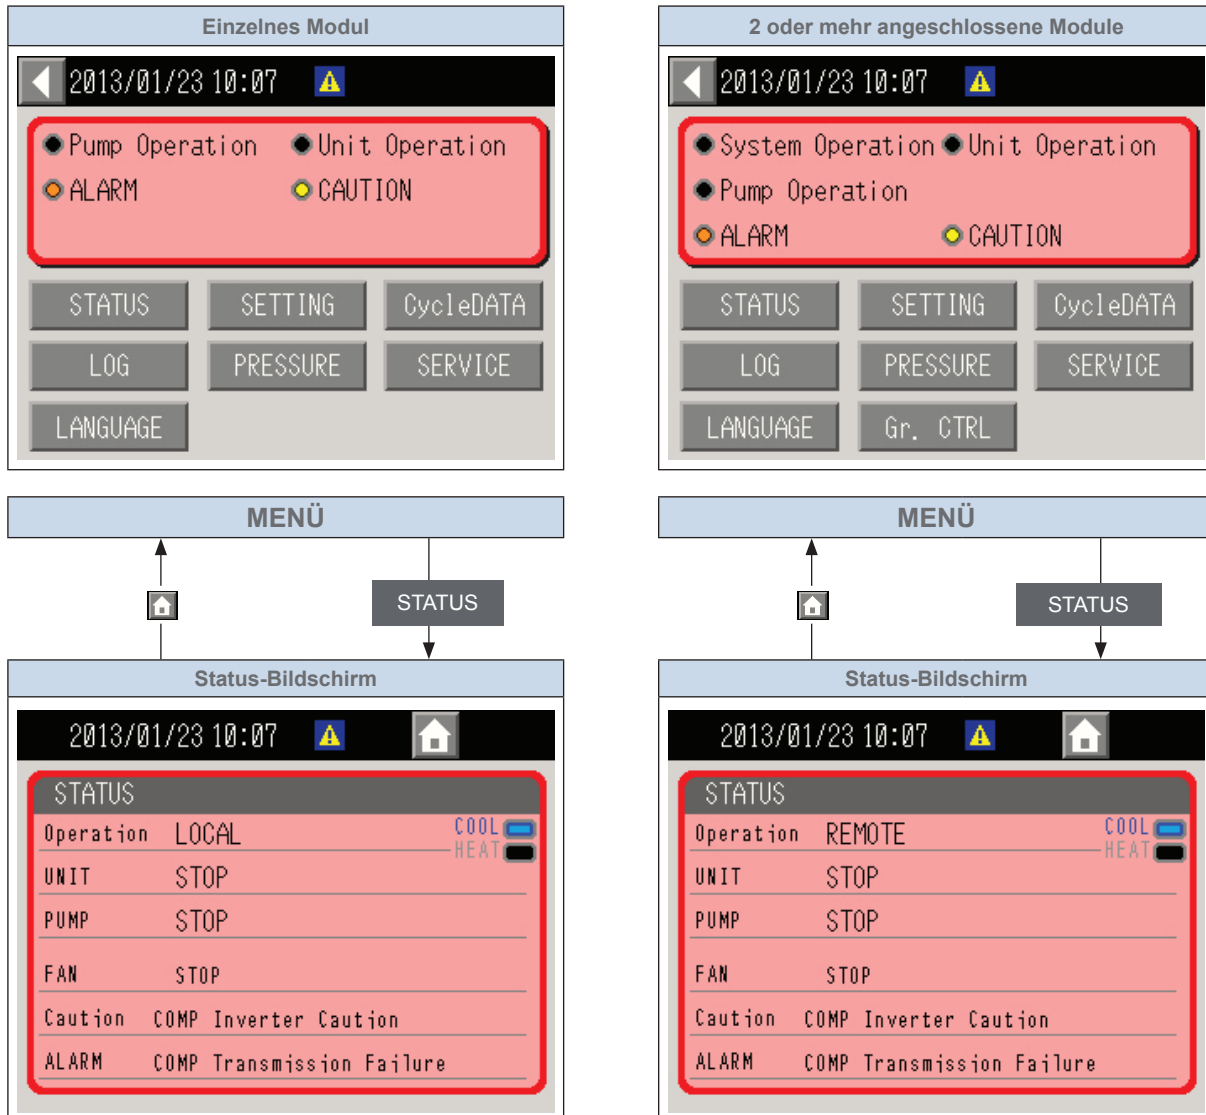 Einzelnes Modul
2013/01/23 10:07
Pump Operation Unit Operation
ALARM CAUTION
STATUS SETTING CycleDATA
LOG PRESSURE SERVICE
LANGUAGE
MENÜ
STATUS
Status-Bildschirm
2013/01/23 10:07
STATUS
Operation LOCAL COOL
HEAT
UNIT STOP
PUMP STOP
FAN STOP
Caution COMP Inverter Caution
ALARM COMP Transmission Failure
2 oder mehr angeschlossene Module
2013/01/23 10:07
System Operation Unit Operation
Pump Operation
ALARM CAUTION
STATUS SETTING CycleDATA
LOG PRESSURE SERVICE
LANGUAGE Gr. CTRL
MENÜ
STATUS
Status-Bildschirm
2013/01/23 10:07
STATUS
Operation REMOTE COOL
HEAT
UNIT STOP
PUMP STOP
FAN STOP
Caution COMP Inverter Caution
ALARM COMP Transmission Failure